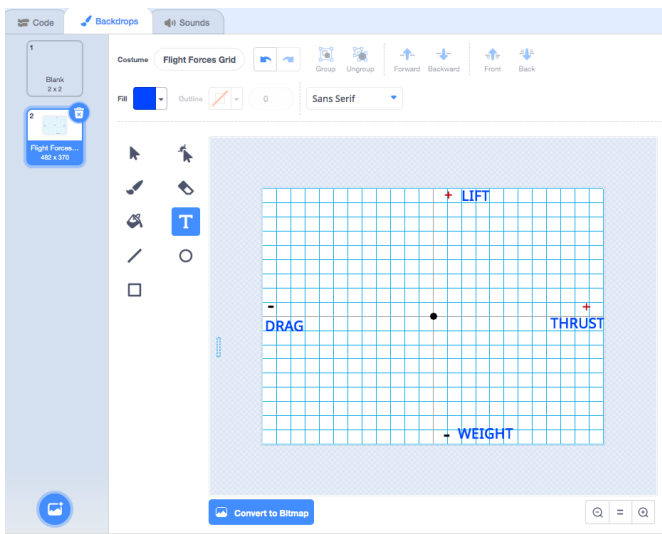 Code Backdrops Sounds
1
Blank
2 x 2
2
Flight Forces...
482 x 370
Costume Flight Forces Grid
Group Ungroup Forward Backward Front Back
Fill Outline 0 Sans Serif
T
+ LIFT
- +
DRAG THRUST
- WEIGHT
Convert to Bitmap
=